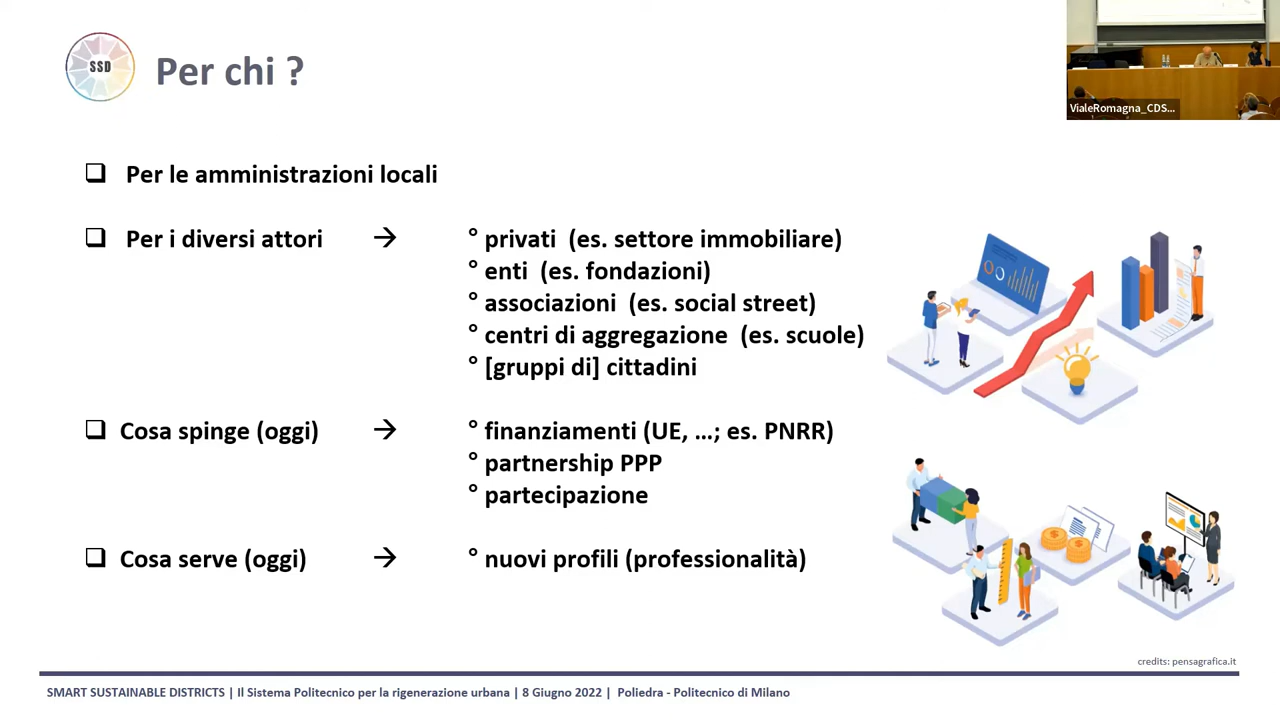 SSD
Per chi ?
VialeRomagna_CDS...
❑ Per le amministrazioni locali
❑ Per i diversi attori → ° privati (es. settore immobiliare)
° enti (es. fondazioni)
° associazioni (es. social street)
° centri di aggregazione (es. scuole)
° [gruppi di] cittadini
❑ Cosa spinge (oggi) → ° finanziamenti (UE, ...; es. PNRR)
° partnership PPP
° partecipazione
❑ Cosa serve (oggi) → ° nuovi profili (professionalità)
credits: pensagrafica.it
SMART SUSTAINABLE DISTRICTS | Il Sistema Politecnico per la rigenerazione urbana | 8 Giugno 2022 | Poliedra - Politecnico di Milano